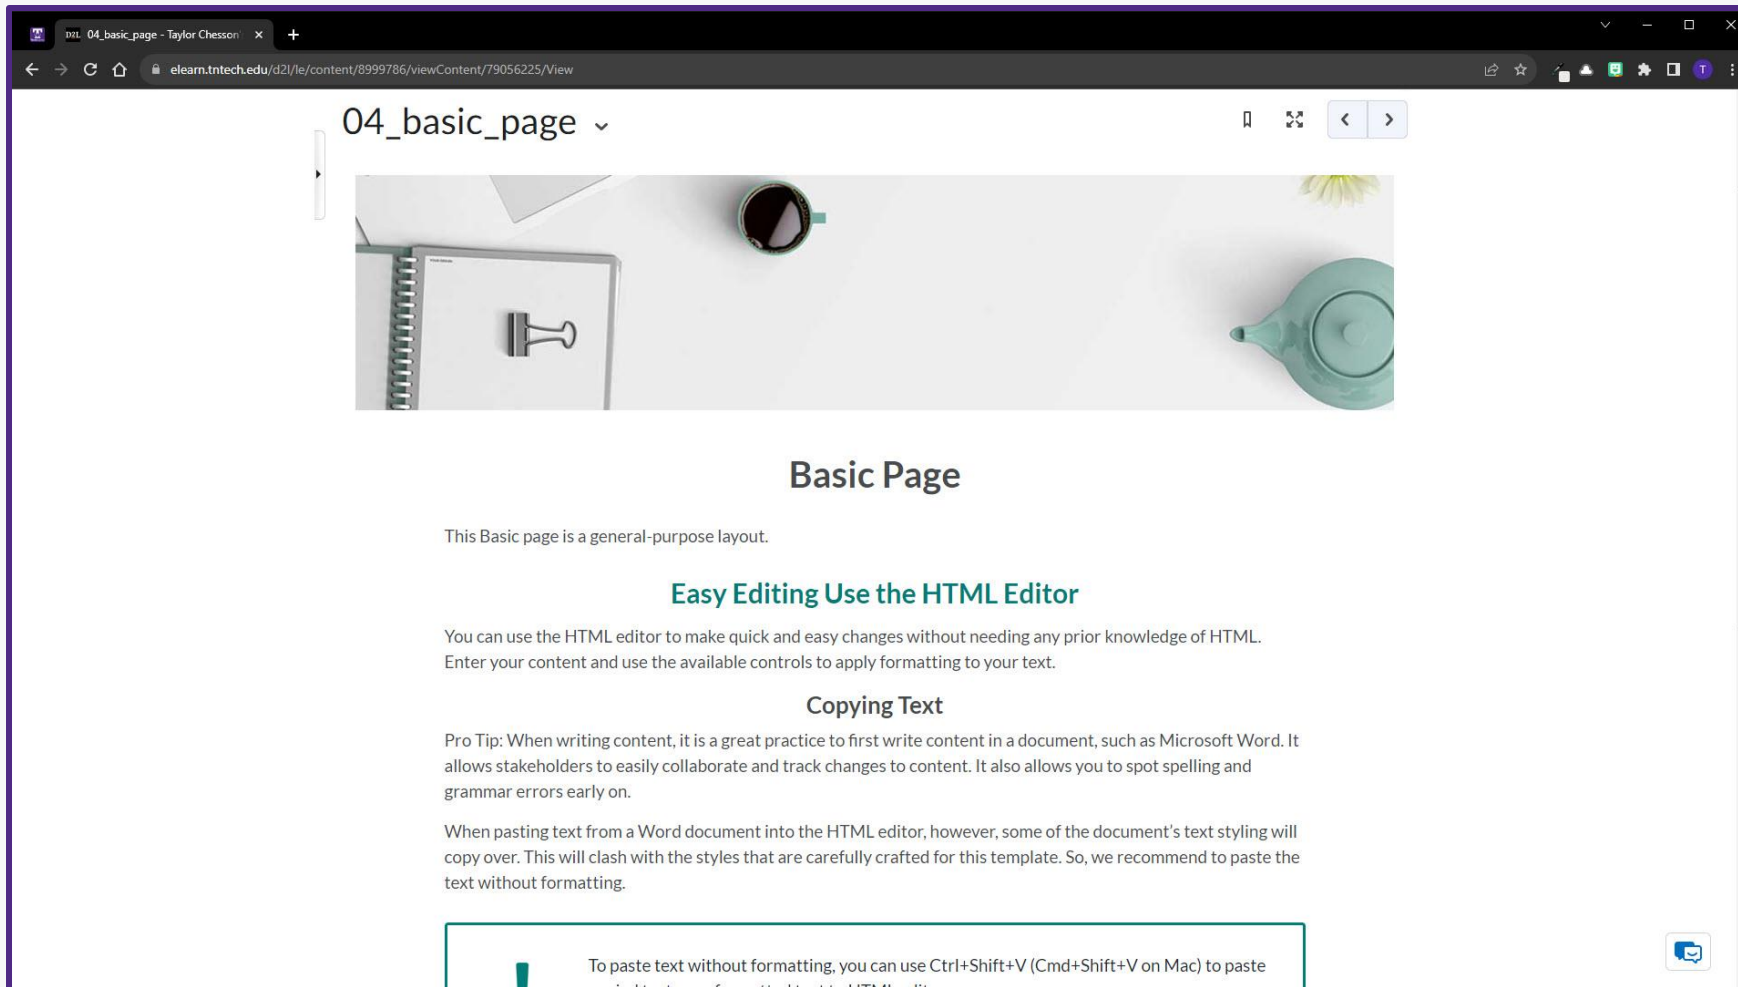 D2L 04_basic_page - Taylor Chesson'
elearn.tntech.edu/d2l/le/content/8999786/viewContent/79056225/View
T
04_basic_page
Basic Page
This Basic page is a general-purpose layout.
Easy Editing Use the HTML Editor
You can use the HTML editor to make quick and easy changes without needing any prior knowledge of HTML.
Enter your content and use the available controls to apply formatting to your text.
Copying Text
Pro Tip: When writing content, it is a great practice to first write content in a document, such as Microsoft Word. It
allows stakeholders to easily collaborate and track changes to content. It also allows you to spot spelling and
grammar errors early on.
When pasting text from a Word document into the HTML editor, however, some of the document's text styling will
copy over. This will clash with the styles that are carefully crafted for this template. So, we recommend to paste the
text without formatting.
!
To paste text without formatting, you can use Ctrl+Shift+V (Cmd+Shift+V on Mac) to paste